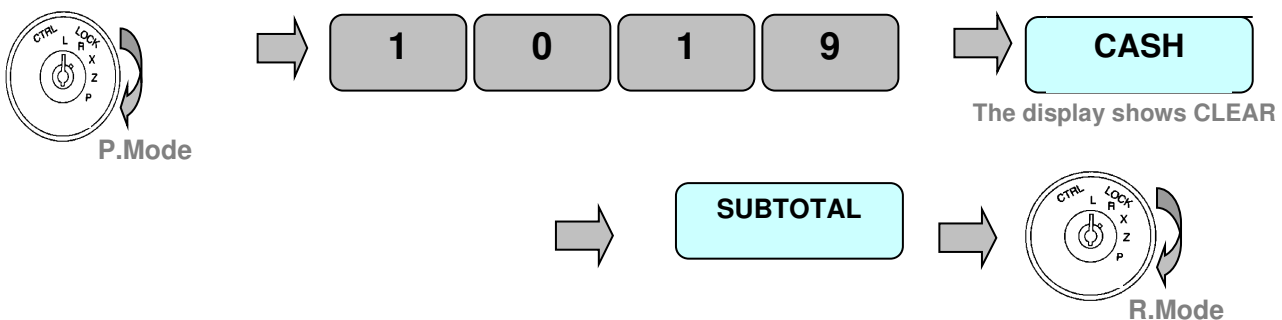 CTRL L LOCK R X Z P
P.Mode
1 0 1 9
CASH
The display shows CLEAR
SUBTOTAL
CTRL L LOCK R X Z P
R.Mode